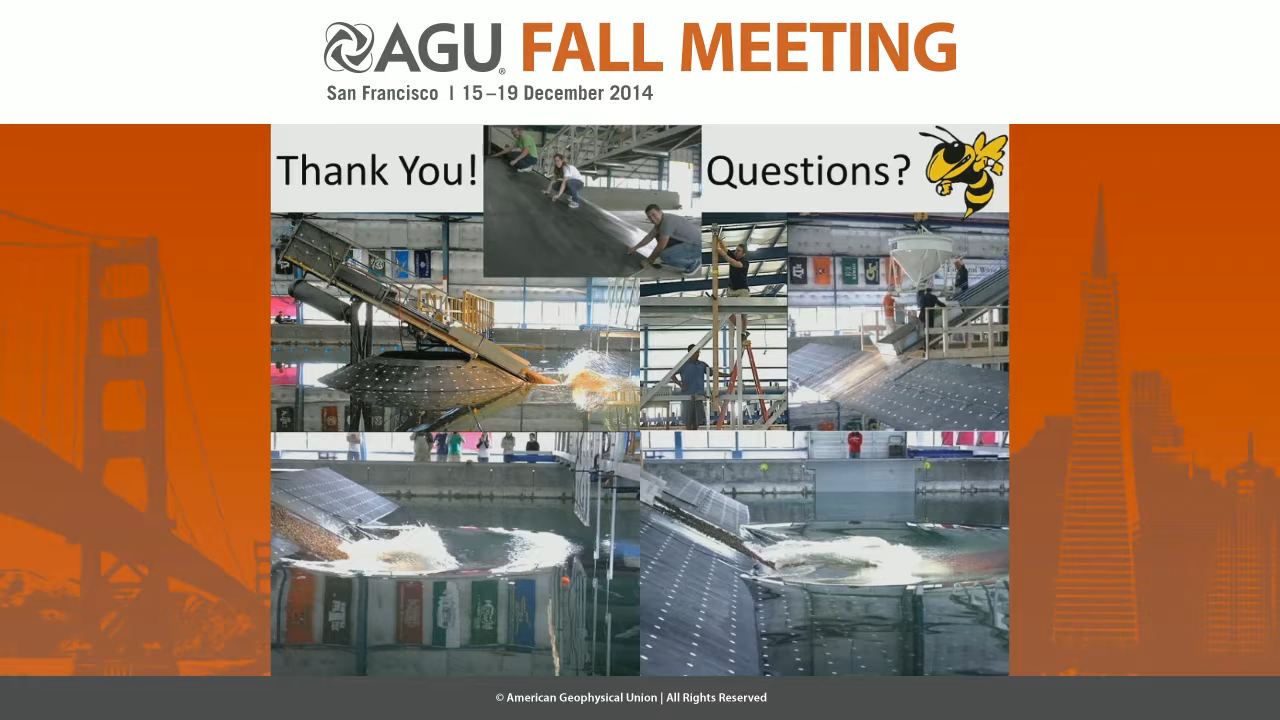 AGU® FALL MEETING
San Francisco | 15–19 December 2014
Thank You!
Questions?
© American Geophysical Union | All Rights Reserved